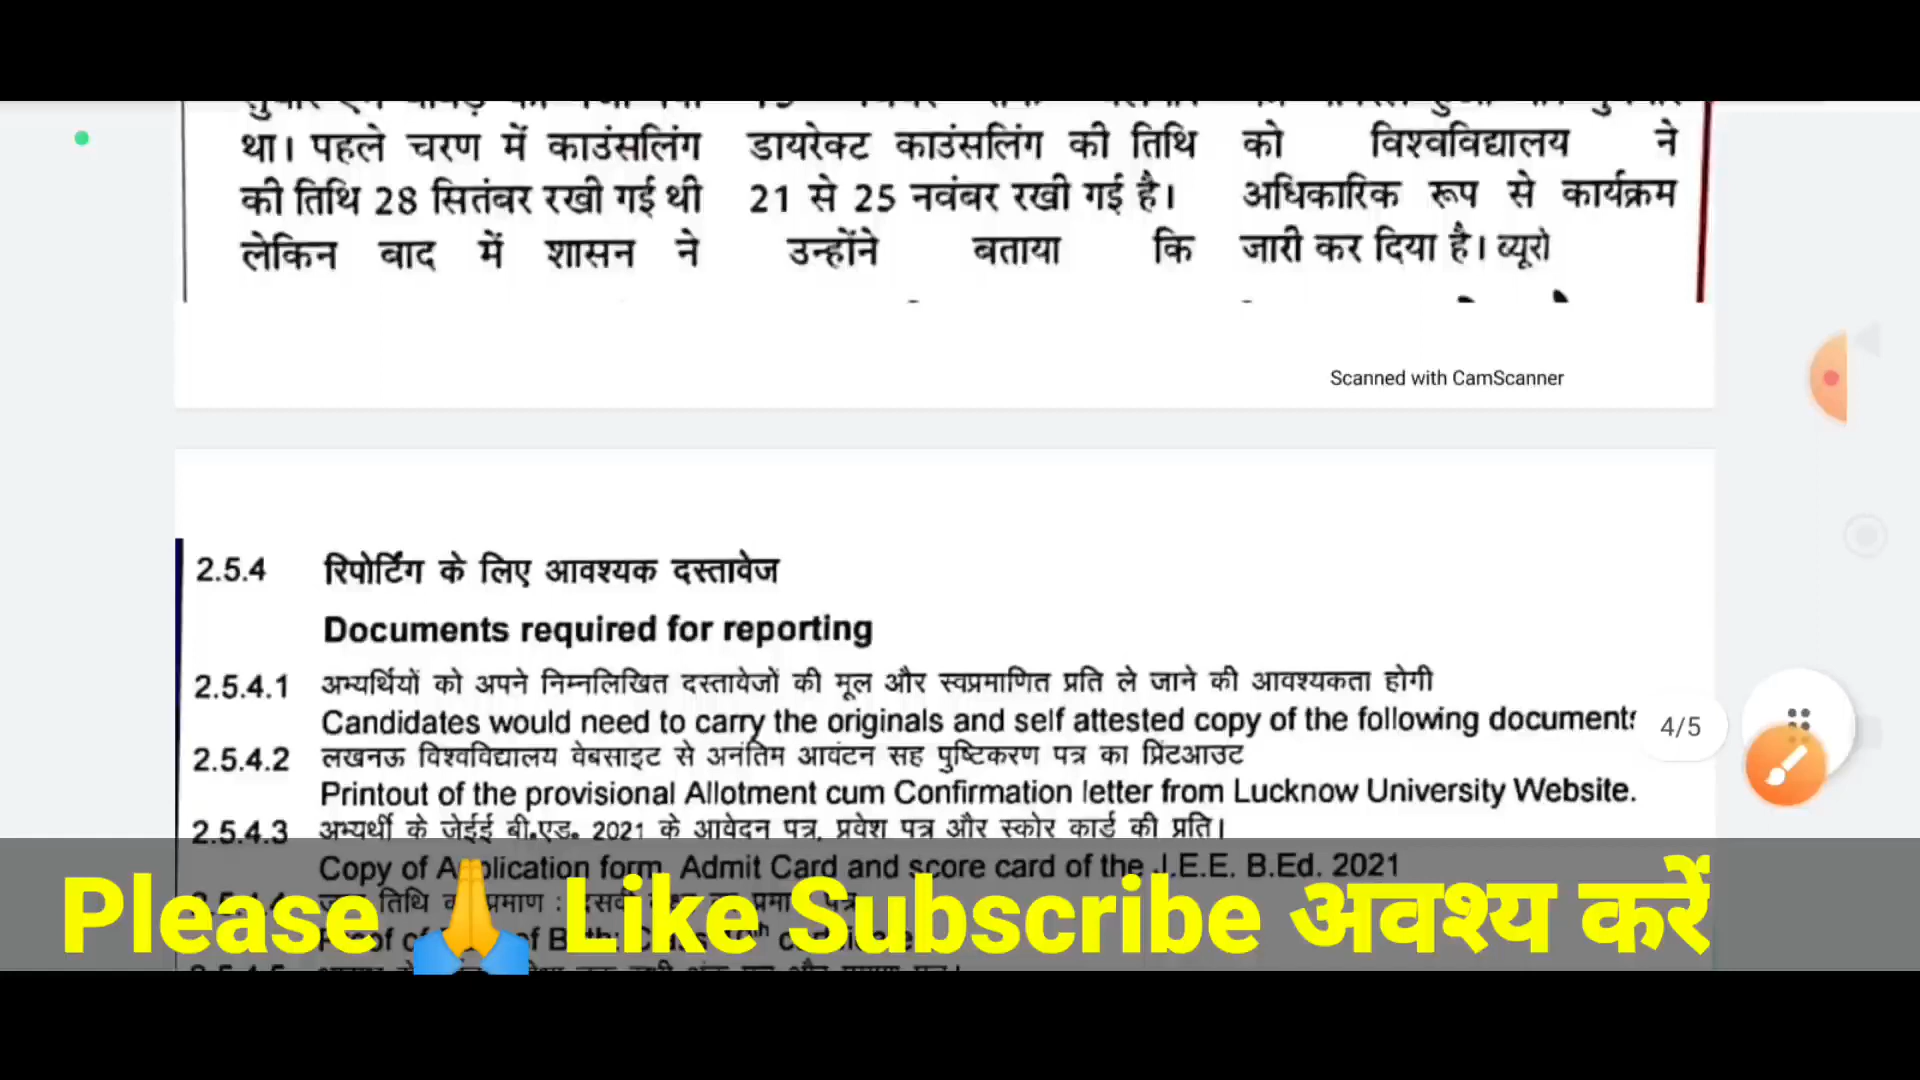 था। पहले चरण में काउंसलिंग
की तिथि 28 सितंबर रखी गई थी
लेकिन बाद में शासन ने
डायरेक्ट काउंसलिंग की तिथि
21 से 25 नवंबर रखी गई है।
उन्होंने बताया कि
को विश्वविद्यालय ने
अधिकारिक रूप से कार्यक्रम
जारी कर दिया है। ब्यूरो
Scanned with CamScanner
2.5.4 रिपोर्टिंग के लिए आवश्यक दस्तावेज
Documents required for reporting
2.5.4.1 अभ्यर्थियों को अपने निम्नलिखित दस्तावेजों की मूल और स्वप्रमाणित प्रति ले जाने की आवश्यकता होगी
Candidates would need to carry the originals and self attested copy of the following documents
4/5
2.5.4.2 लखनऊ विश्वविद्यालय वेबसाइट से अनंतिम आवंटन सह पुष्टिकरण पत्र का प्रिंटआउट
Printout of the provisional Allotment cum Confirmation letter from Lucknow University Website.
2.5.4.3 अभ्यर्थी के जेईई बी.एड. 2021 के आवेदन पत्र, प्रवेश पत्र और स्कोर कार्ड की प्रति।
Copy of Application form, Admit Card and score card of the J.E.E. B.Ed. 2021
Please 🙏 Like Subscribe अवश्य करें